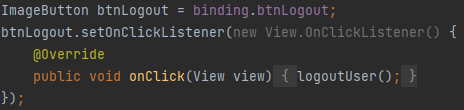 ImageButton btnLogout = binding.btnLogout;
btnLogout.setOnClickListener(new View.OnClickListener() {
    @Override
    public void onClick(View view) { logoutUser(); }
});